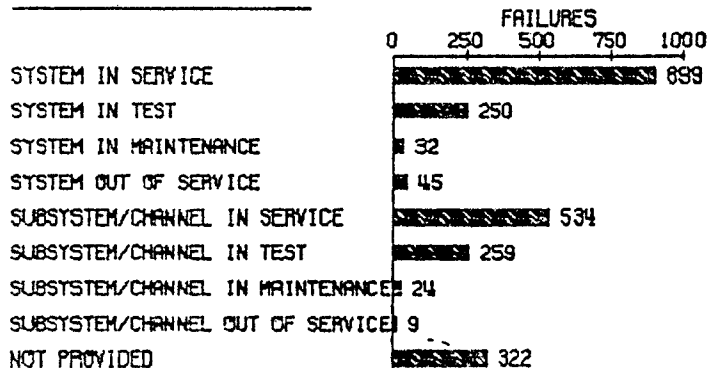 FAILURES
0 250 500 750 1000
SYSTEM IN SERVICE 899
SYSTEM IN TEST 250
SYSTEM IN MAINTENANCE 32
SYSTEM OUT OF SERVICE 45
SUBSYSTEM/CHANNEL IN SERVICE 534
SUBSYSTEM/CHANNEL IN TEST 259
SUBSYSTEM/CHANNEL IN MAINTENANCE 24
SUBSYSTEM/CHANNEL OUT OF SERVICE 9
NOT PROVIDED 322